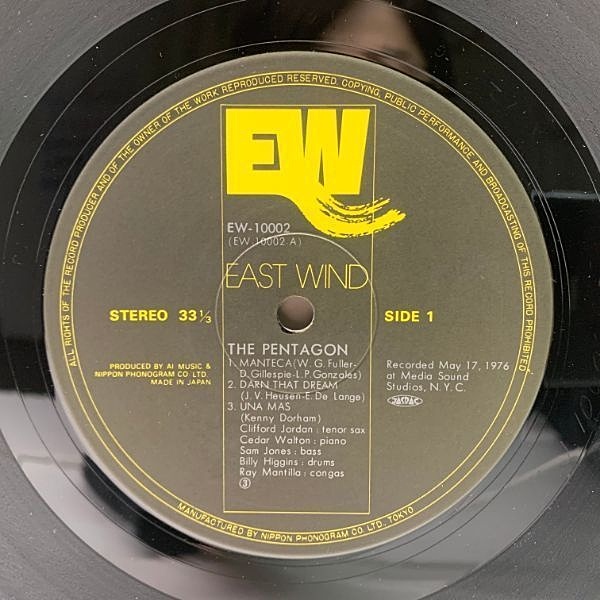 ALL RIGHTS OF THE RECORD PRODUCER AND OF THE OWNER OF THE WORK REPRODUCED RESERVED. COPYING, PUBLIC PERFORMANCE AND BROADCASTING OF THIS RECORD PROHIBITED
EW
EW-10002
(EW 10002 A)
EAST WIND
STEREO 33 1/3
SIDE 1
THE PENTAGON
1. MANTECA (W. G. Fuller-
D. Gillespie-L. P. Gonzales)
2. DARN THAT DREAM
(J. V. Heusen-E. De Lange)
3. UNA MAS
(Kenny Dorham)
Clifford Jordan : tenor sax
Cedar Walton : piano
Sam Jones : bass
Billy Higgins : drums
Ray Mantilla : congas
③
PRODUCED BY AI MUSIC &
NIPPON PHONOGRAM CO. LTD.
MADE IN JAPAN
Recorded May 17, 1976
at Media Sound
Studios, N. Y. C.
JASRAC
MANUFACTURED BY NIPPON PHONOGRAM CO. LTD., TOKYO